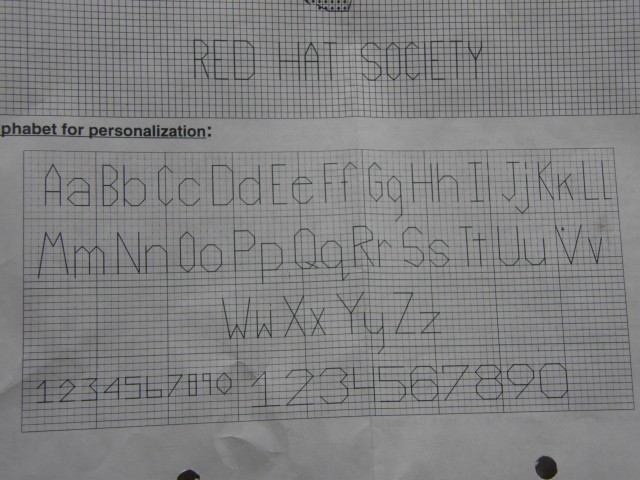 RED HAT SOCIETY
phabet for personalization:
Aa Bb Cc Dd Ee Ff Gg Hh Il Jj Kk Ll
Mm Nn Oo Pp Qq Rr Ss Tt Uu Vv
Ww Xx Yy Zz
1234567890 1234567890